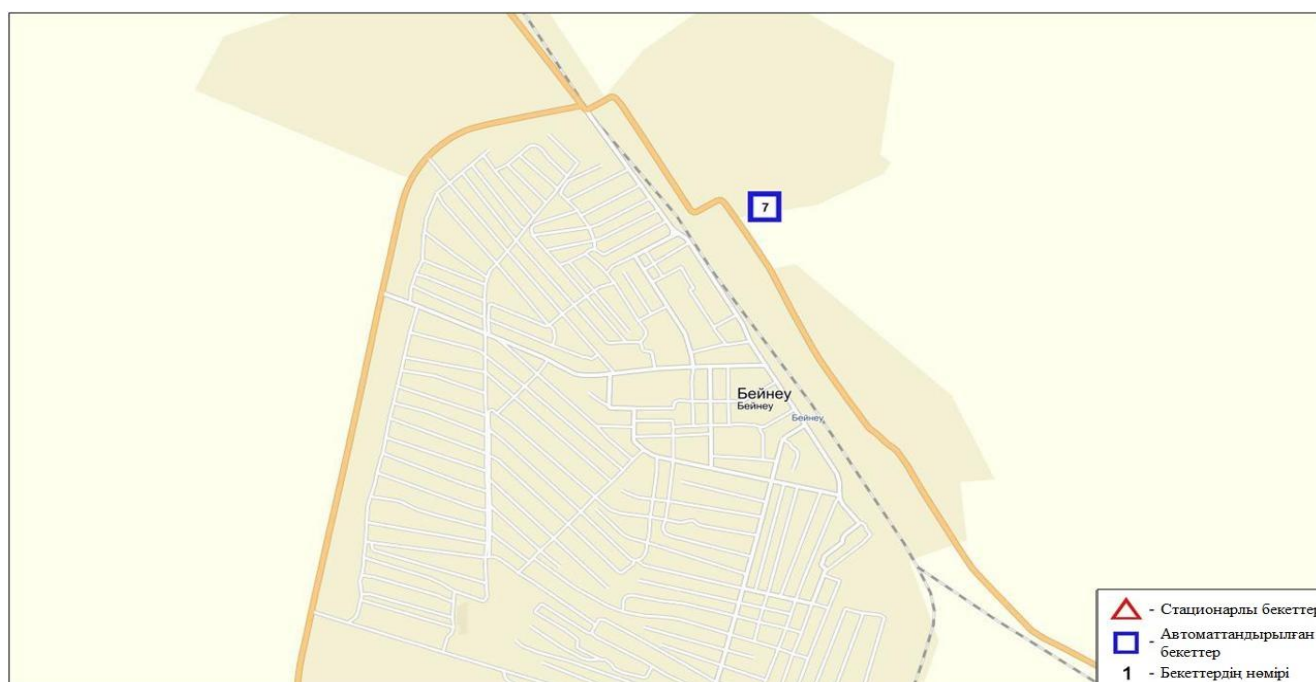 7
Бейнеу
Бейнеу
Бейнеу
- Стационарлы бекеттер
- Автоматтандырылған
бекеттер
1 - Бекеттердің нөмірі